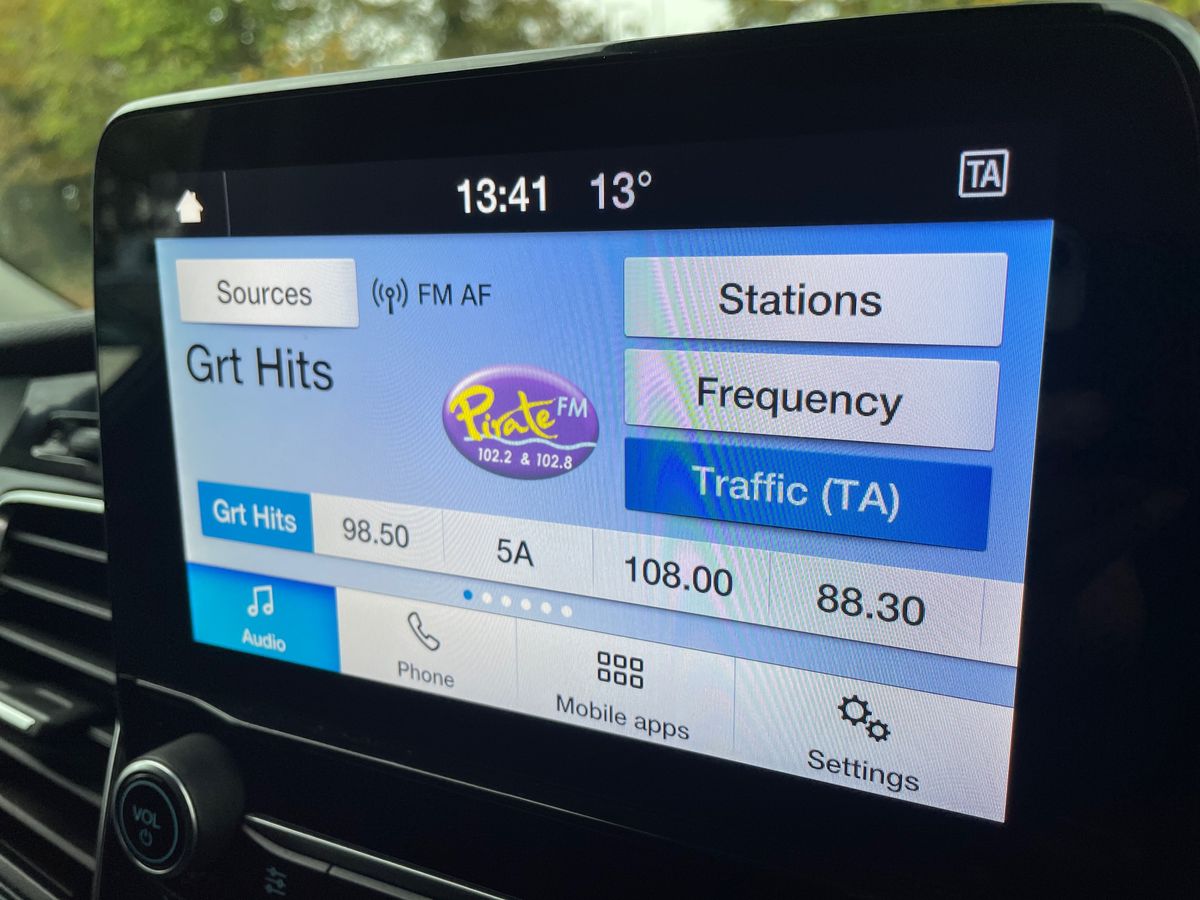 13:41 13°
TA
Sources
FM AF
Stations
Grt Hits
Pirate FM
102.2 & 102.8
Frequency
Traffic (TA)
Grt Hits
98.50
5A
108.00
88.30
Audio
Phone
Mobile apps
Settings
VOL